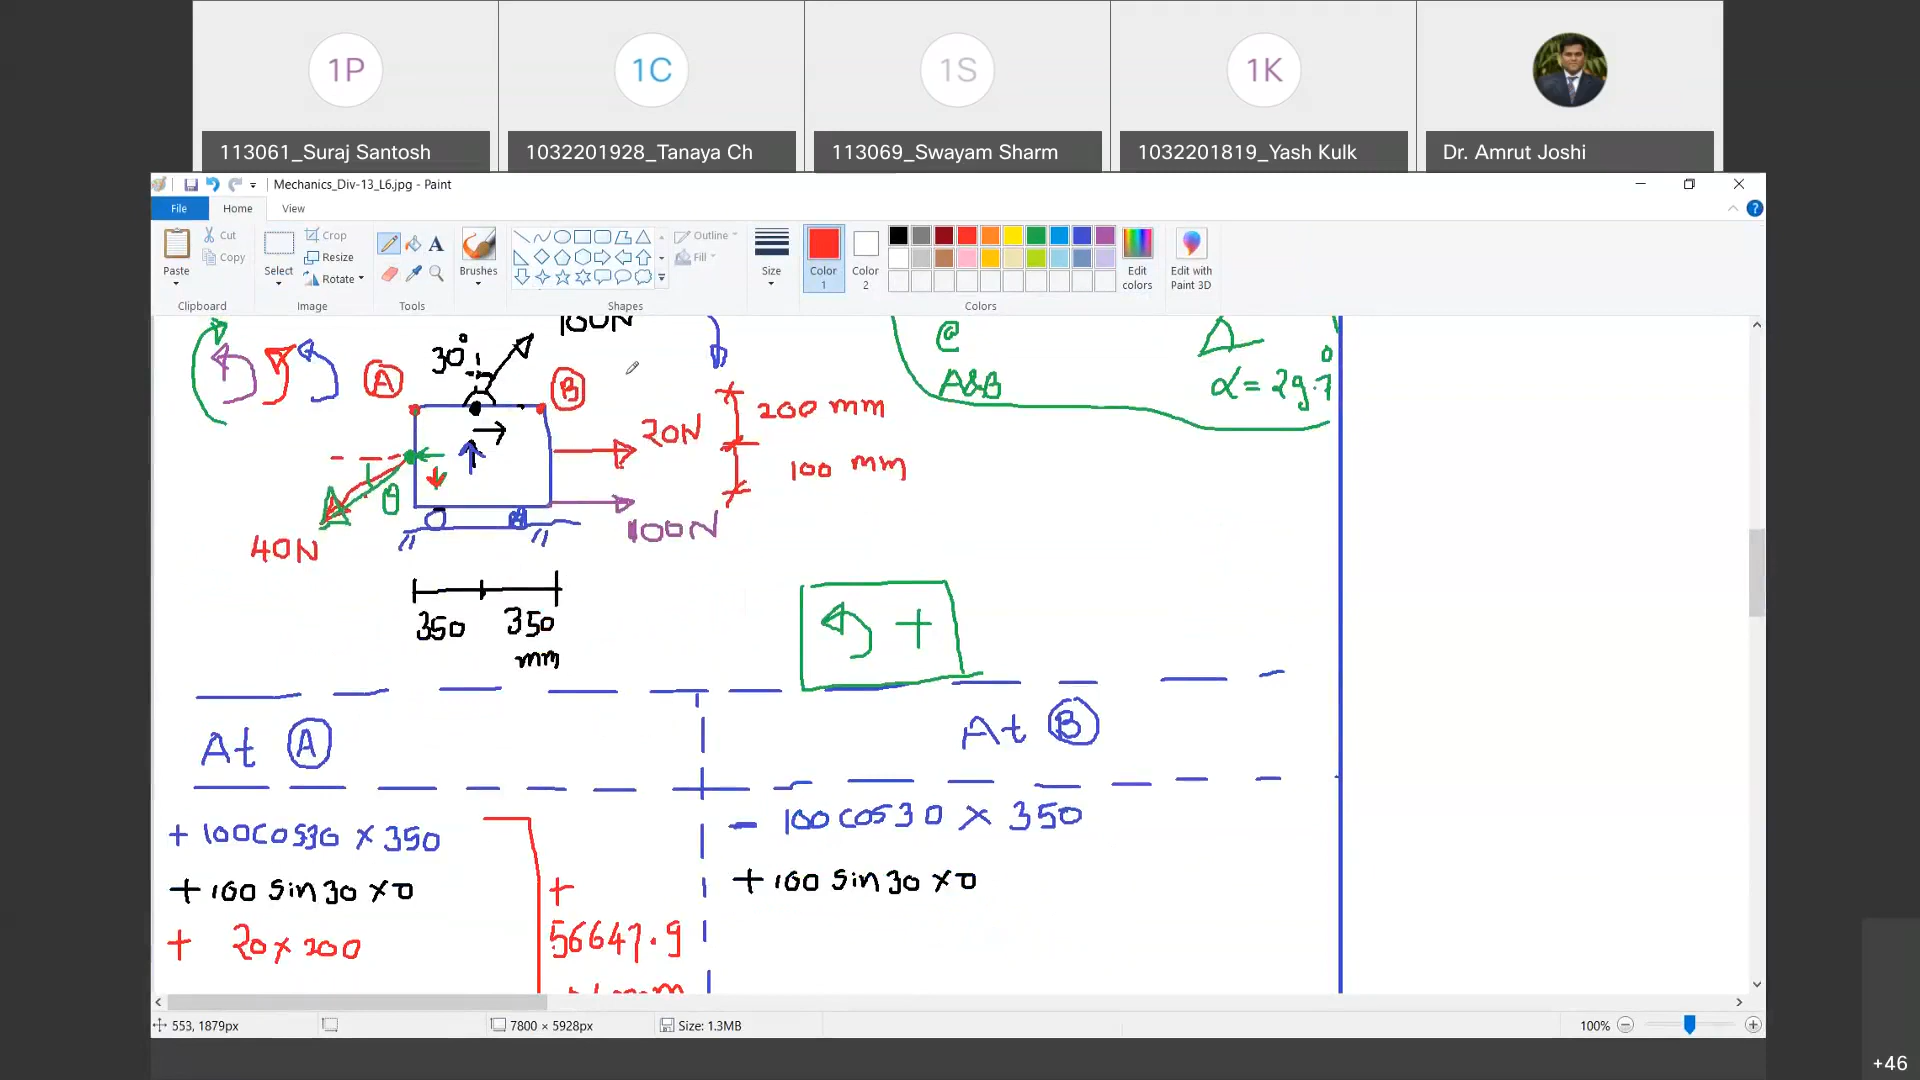 1P
1C
1S
1K
113061_Suraj Santosh
1032201928_Tanaya Ch
113069_Swayam Sharm
1032201819_Yash Kulk
Dr. Amrut Joshi
Mechanics_Div-13_L6.jpg - Paint
File
Home
View
Paste
Cut
Copy
Clipboard
Select
Crop
Resize
Rotate
Image
A
Tools
Brushes
Shapes
Outline
Fill
Size
Color
1
Color
2
Colors
Edit
colors
Edit with
Paint 3D
?
100N
30°
A
B
20N
200 mm
100 mm
θ
100N
40N
350
350
mm
@
A&B
α = 29.7
+
At A
At B
+ 100cos30 × 350
+ 100 sin 30 × 0
+ 20 × 200
+
56647.9
- 100cos30 × 350
+ 100 sin 30 × 0
553, 1879px
7800 × 5928px
Size: 1.3MB
100%
+46